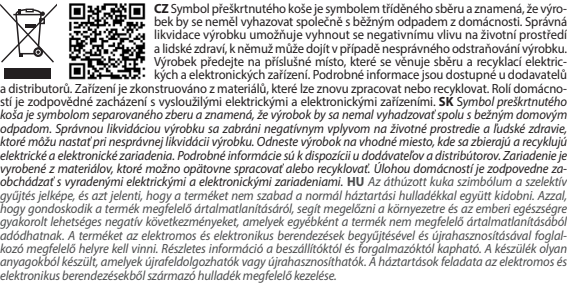 CZ Symbol přeškrtnutého koše je symbolem tříděného sběru a znamená, že výro-
bek by se neměl vyhazovat společně s běžným odpadem z domácnosti. Správná
likvidace výrobku umožňuje vyhnout se negativnímu vlivu na životní prostředí
a lidské zdraví, k němuž může dojít v případě nesprávného odstraňování výrobku.
Výrobek předejte na příslušné místo, které se věnuje sběru a recyklaci elektric-
kých a elektronických zařízení. Podrobné informace jsou dostupné u dodavatelů
a distributorů. Zařízení je zkonstruováno z materiálů, které lze znovu zpracovat nebo recyklovat. Rolí domácno-
stí je zodpovědné zacházení s vysloužilými elektrickými a elektronickými zařízeními. SK Symbol preškrtnutého
koša je symbolom separovaného zberu a znamená, že výrobok by sa nemal vyhadzovať spolu s bežným domovým
odpadom. Správnou likvidáciou výrobku sa zabráni negatívnym vplyvom na životné prostredie a ľudské zdravie,
ktoré môžu nastať pri nesprávnej likvidácii výrobku. Odneste výrobok na vhodné miesto, kde sa zbierajú a recyklujú
elektrické a elektronické zariadenia. Podrobné informácie sú k dispozícii u dodávateľov a distribútorov. Zariadenie je
vyrobené z materiálov, ktoré možno opätovne spracovať alebo recyklovať. Úlohou domácností je zodpovedne za-
obchádzať s vyradenými elektrickými a elektronickými zariadeniami. HU Az áthúzott kuka szimbólum a szelektív
gyűjtés jelképe, és azt jelenti, hogy a terméket nem szabad a normál háztartási hulladékkal együtt kidobni. Azzal,
hogy gondoskodik a termék megfelelő ártalmatlanításáról, segít megelőzni a környezetre és az emberi egészségre
gyakorolt lehetséges negatív következményeket, amelyek egyébként a termék nem megfelelő ártalmatlanításából
adódhatnak. A terméket az elektromos és elektronikus berendezések begyűjtésével és újrahasznosításával foglal-
kozó megfelelő helyre kell vinni. Részletes információ a beszállítóktól és forgalmazóktól kapható. A készülék olyan
anyagokból készült, amelyek újrafeldolgozhatók vagy újrahasznosíthatók. A háztartások feladata az elektromos és
elektronikus berendezésekből származó hulladék megfelelő kezelése.